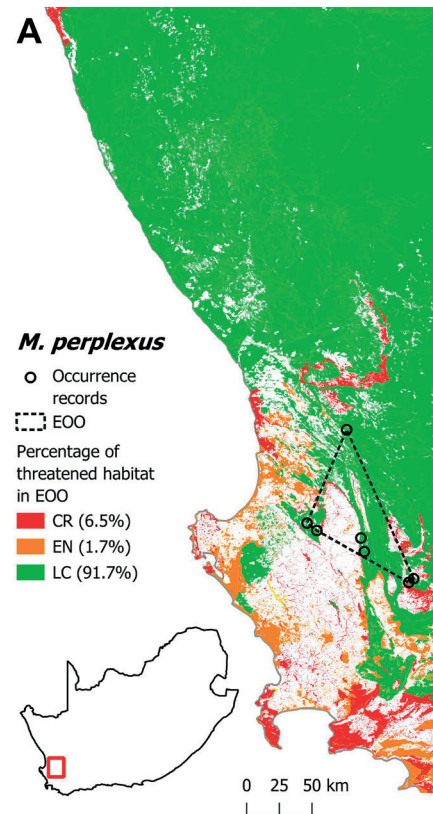 A
M. perplexus
Occurrence
records
EOO
Percentage of
threatened habitat
in EOO
CR (6.5%)
EN (1.7%)
LC (91.7%)
0 25 50 km